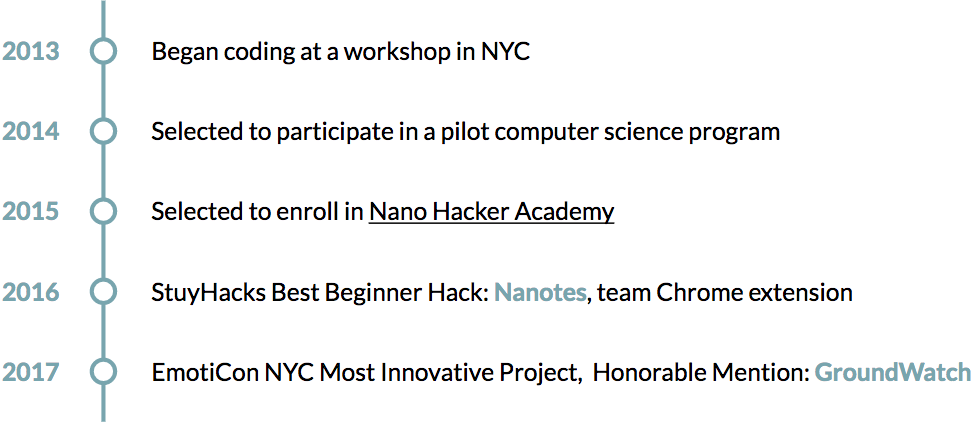 2013 Began coding at a workshop in NYC
2014 Selected to participate in a pilot computer science program
2015 Selected to enroll in Nano Hacker Academy
2016 StuyHacks Best Beginner Hack: Nanotes, team Chrome extension
2017 EmotiCon NYC Most Innovative Project,  Honorable Mention: GroundWatch